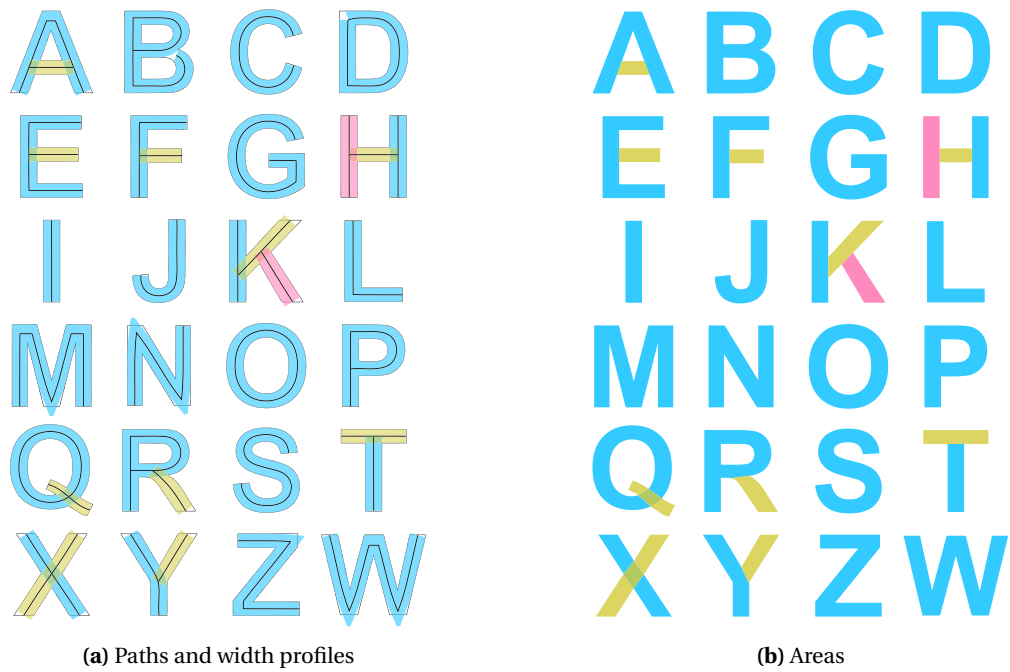 A B C D A B C D
E F G H E F G H
I J K L I J K L
M N O P M N O P
Q R S T Q R S T
X Y Z W X Y Z W
(a) Paths and width profiles (b) Areas